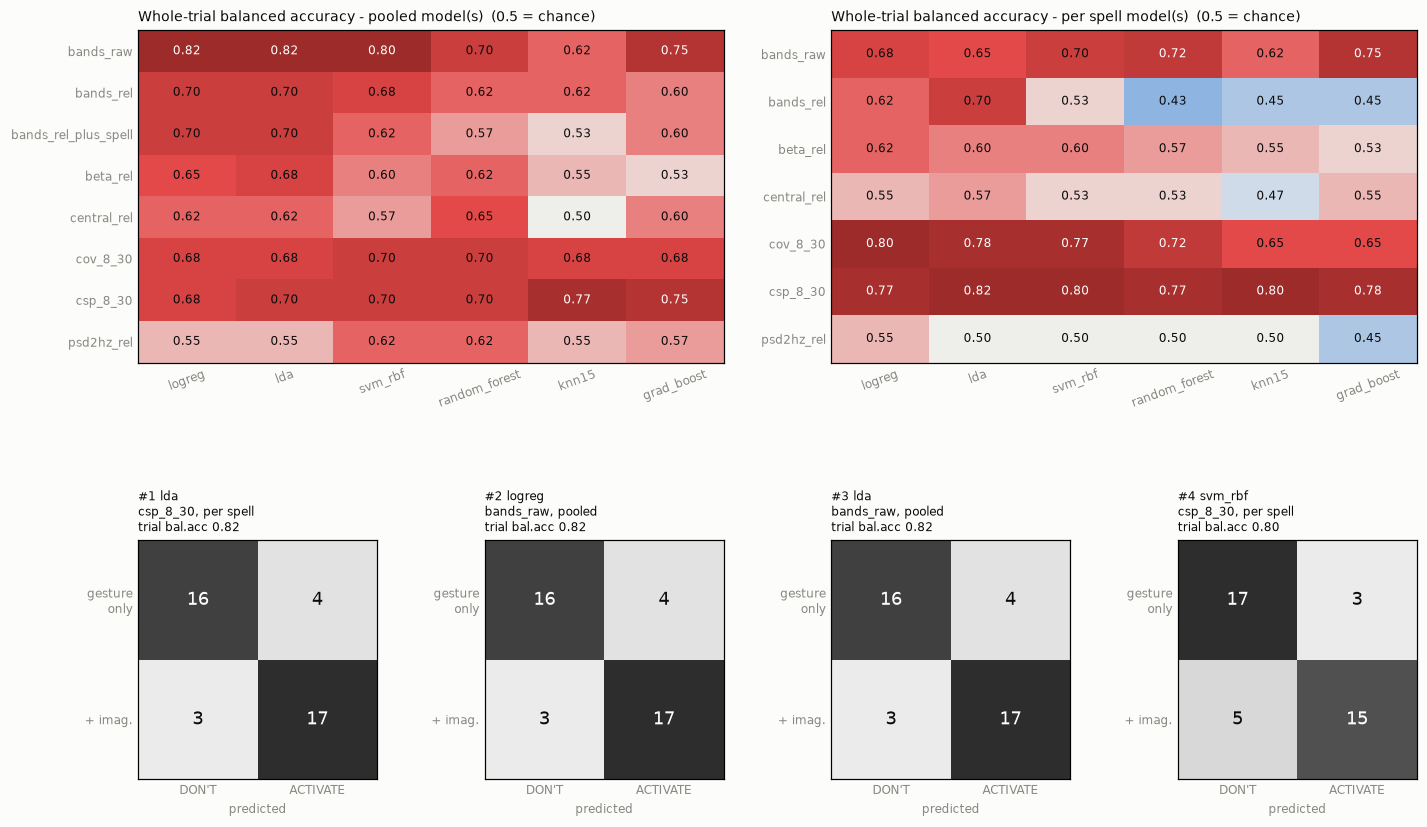 Whole-trial balanced accuracy - pooled model(s)  (0.5 = chance)
bands_raw 0.82 0.82 0.80 0.70 0.62 0.75
bands_rel 0.70 0.70 0.68 0.62 0.62 0.60
bands_rel_plus_spell 0.70 0.70 0.62 0.57 0.53 0.60
beta_rel 0.65 0.68 0.60 0.62 0.55 0.53
central_rel 0.62 0.62 0.57 0.65 0.50 0.60
cov_8_30 0.68 0.68 0.70 0.70 0.68 0.68
csp_8_30 0.68 0.70 0.70 0.70 0.77 0.75
psd2hz_rel 0.55 0.55 0.62 0.62 0.55 0.57
logreg lda svm_rbf random_forest knn15 grad_boost
Whole-trial balanced accuracy - per spell model(s)  (0.5 = chance)
bands_raw 0.68 0.65 0.70 0.72 0.62 0.75
bands_rel 0.62 0.70 0.53 0.43 0.45 0.45
beta_rel 0.62 0.60 0.60 0.57 0.55 0.53
central_rel 0.55 0.57 0.53 0.53 0.47 0.55
cov_8_30 0.80 0.78 0.77 0.72 0.65 0.65
csp_8_30 0.77 0.82 0.80 0.77 0.80 0.78
psd2hz_rel 0.55 0.50 0.50 0.50 0.50 0.45
logreg lda svm_rbf random_forest knn15 grad_boost
#1 lda
csp_8_30, per spell
trial bal.acc 0.82
gesture
only
16 4
+ imag. 3 17
DON'T ACTIVATE
predicted
#2 logreg
bands_raw, pooled
trial bal.acc 0.82
gesture
only
16 4
+ imag. 3 17
DON'T ACTIVATE
predicted
#3 lda
bands_raw, pooled
trial bal.acc 0.82
gesture
only
16 4
+ imag. 3 17
DON'T ACTIVATE
predicted
#4 svm_rbf
csp_8_30, per spell
trial bal.acc 0.80
gesture
only
17 3
+ imag. 5 15
DON'T ACTIVATE
predicted